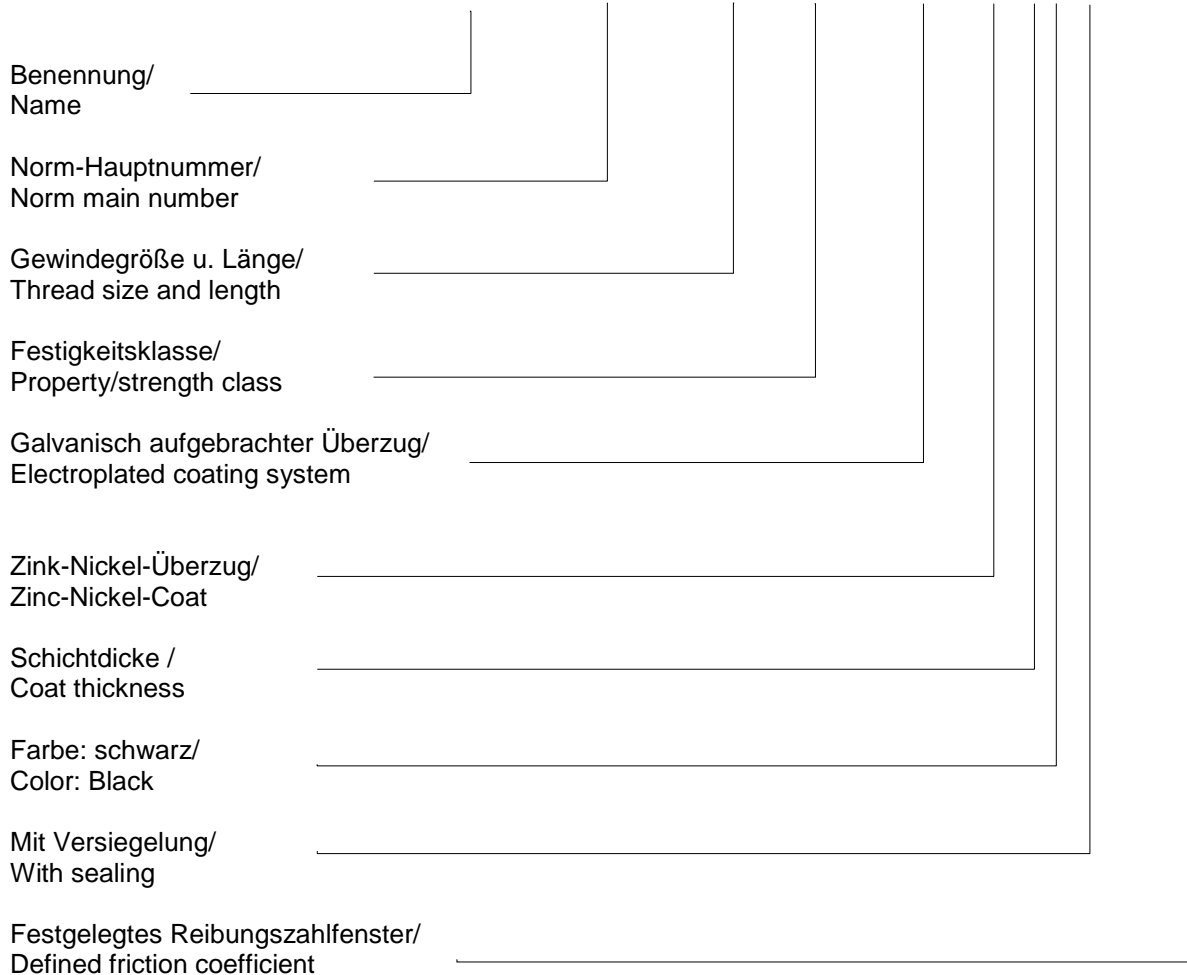 Benennung/
Name
Norm-Hauptnummer/
Norm main number
Gewindegröße u. Länge/
Thread size and length
Festigkeitsklasse/
Property/strength class
Galvanisch aufgebrachter Überzug/
Electroplated coating system
Zink-Nickel-Überzug/
Zinc-Nickel-Coat
Schichtdicke /
Coat thickness
Farbe: schwarz/
Color: Black
Mit Versiegelung/
With sealing
Festgelegtes Reibungszahlfenster/
Defined friction coefficient